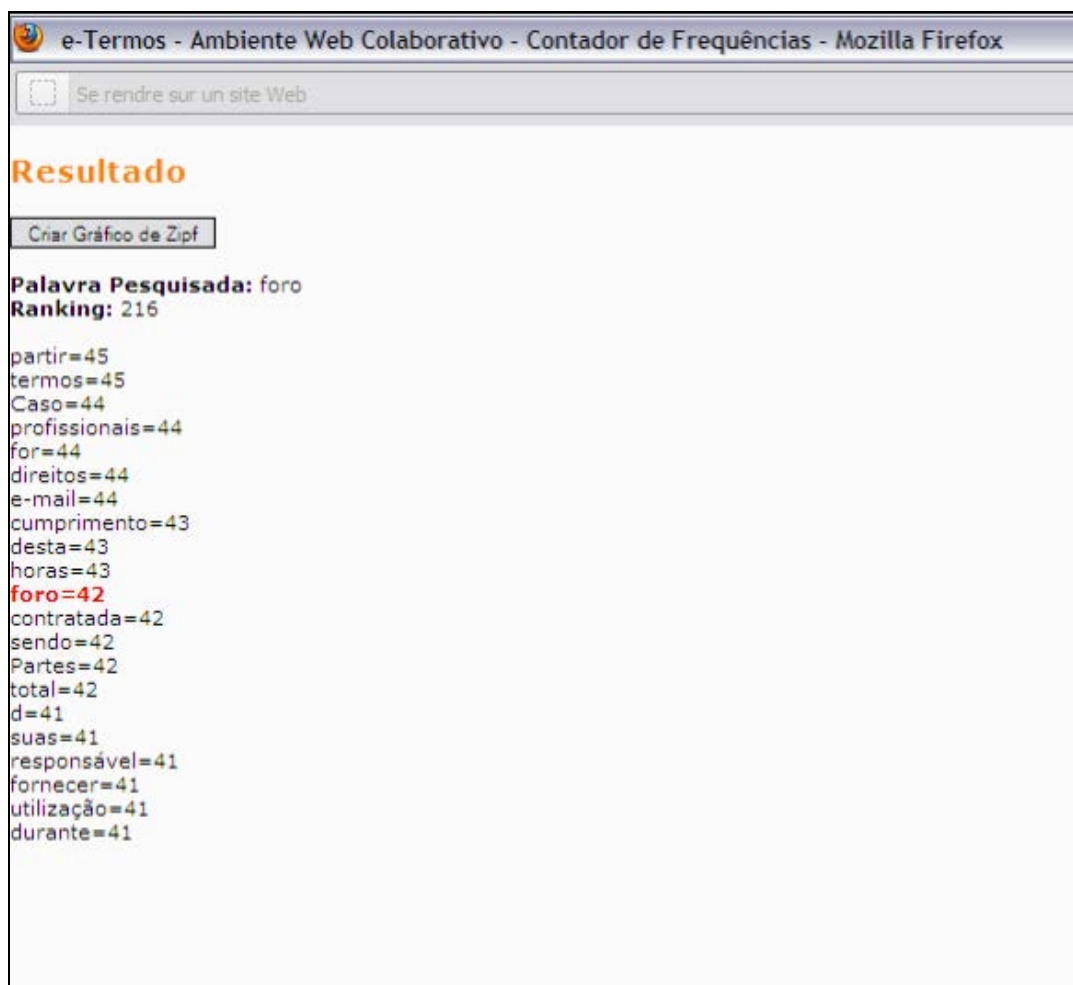 e-Termos - Ambiente Web Colaborativo - Contador de Frequências - Mozilla Firefox
Se rendre sur un site Web
Resultado
Criar Gráfico de Zipf
Palavra Pesquisada: foro
Ranking: 216
partir=45
termos=45
Caso=44
profissionais=44
for=44
direitos=44
e-mail=44
cumprimento=43
desta=43
horas=43
foro=42
contratada=42
sendo=42
Partes=42
total=42
d=41
suas=41
responsável=41
fornecer=41
utilização=41
durante=41